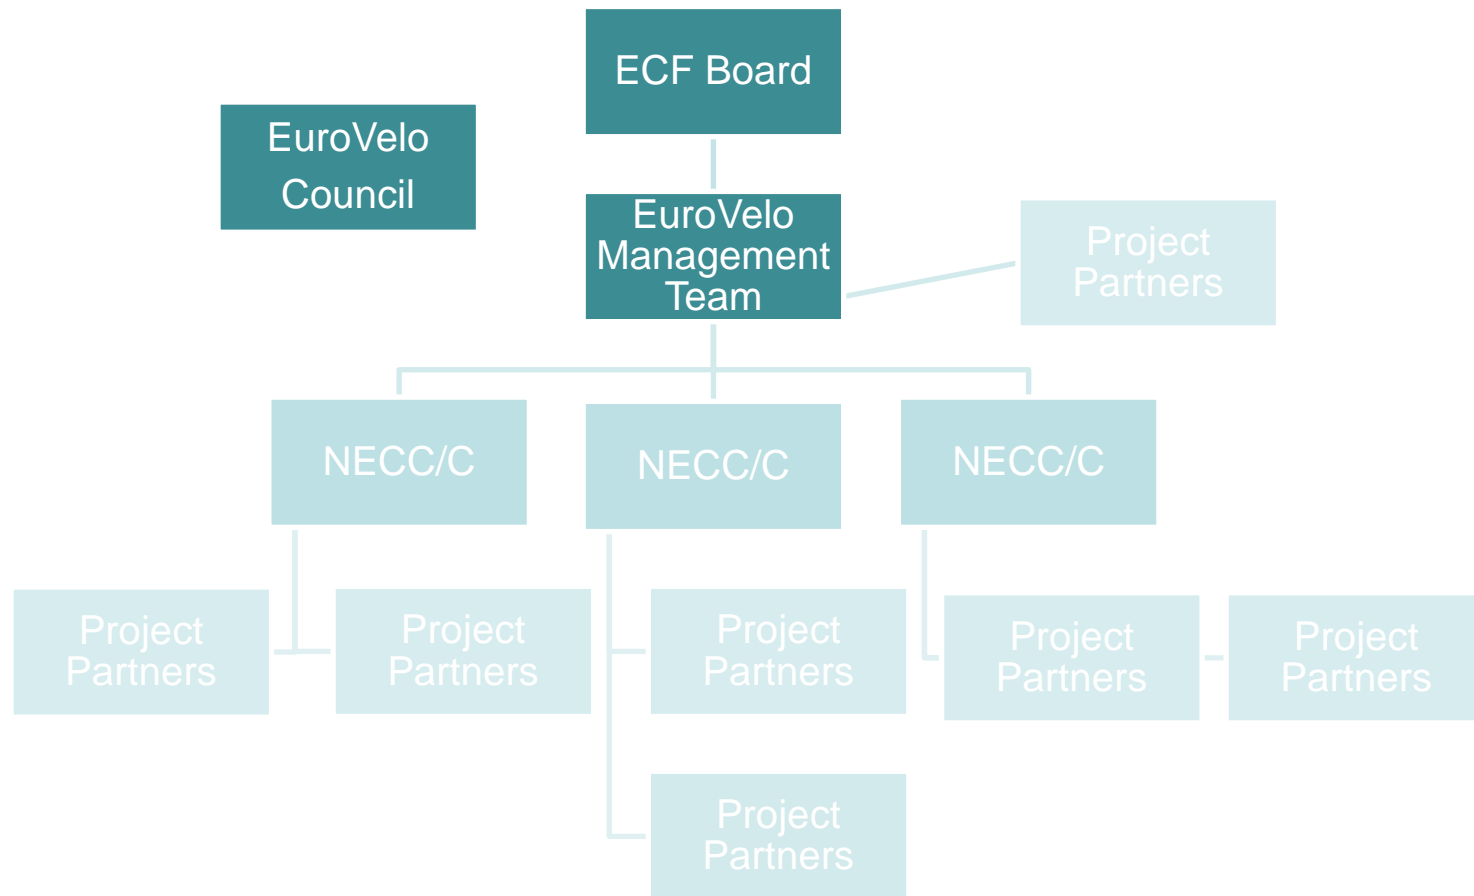 ECF Board
EuroVelo
Council
EuroVelo
Management
Team
Project
Partners
NECC/C
NECC/C
NECC/C
Project
Partners
Project
Partners
Project
Partners
Project
Partners
Project
Partners
Project
Partners